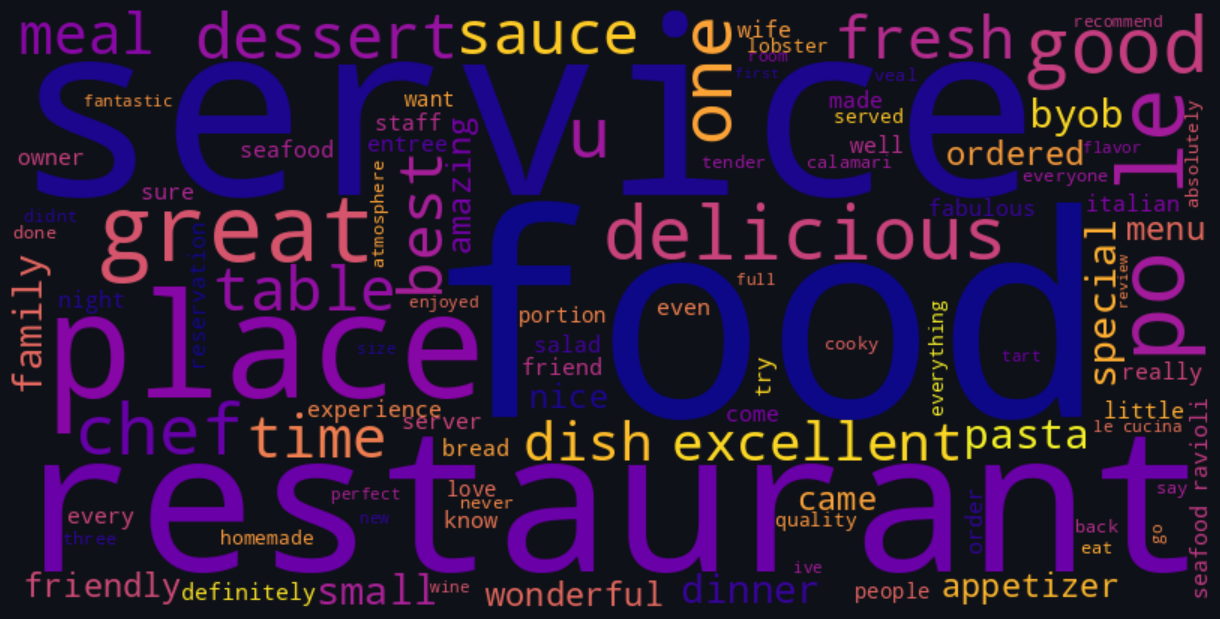 meal
dessert
sauce
one
wife
lobster
room
first
fresh
veal
recommend
good
service
fantastic
want
staff
entree
seafood
owner
sure
amazing
u
made
served
well
tender
calamari
byob
ordered
flavor
everyone
le
absolutely
didnt
done
great
atmosphere
best
delicious
fabulous
italian
menu
special
review
po
family
night
reservation
table
enjoyed
place
size
food
portion
salad
friend
nice
even
full
try
cooky
everything
tart
come
really
little
le cucina
chef
time
experience
server
bread
dish
excellent
pasta
restaurant
every
three
perfect
new
homemade
love
never
know
came
quality
order
back
eat
say
go
seafood ravioli
friendly
definitely
small
wine
wonderful
dinner
ive
people
appetizer